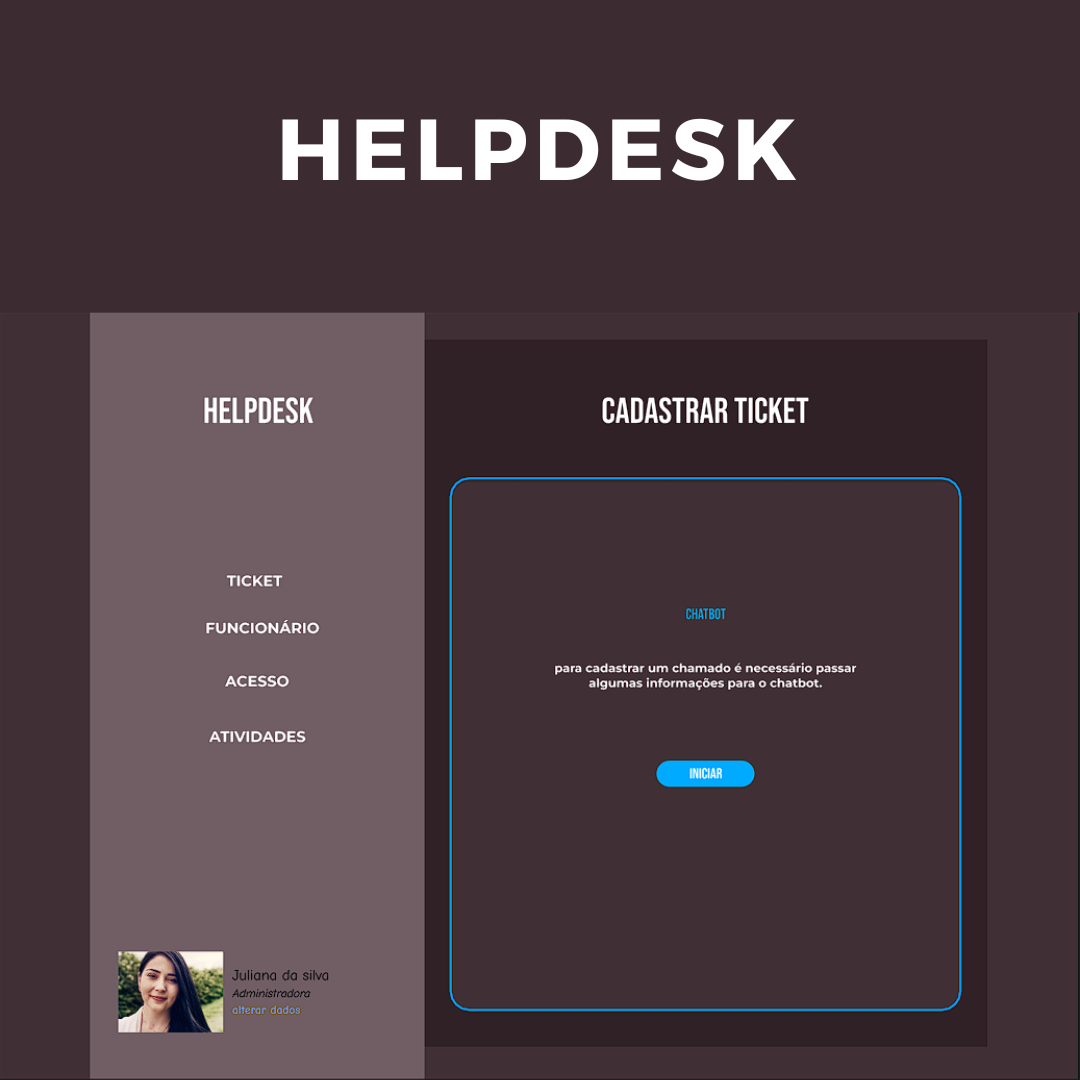 HELPDESK
HELPDESK
TICKET
FUNCIONÁRIO
ACESSO
ATIVIDADES
Juliana da silva
Administradora
alterar dados
CADASTRAR TICKET
CHATBOT
para cadastrar um chamado é necessário passar
algumas informações para o chatbot.
INICIAR